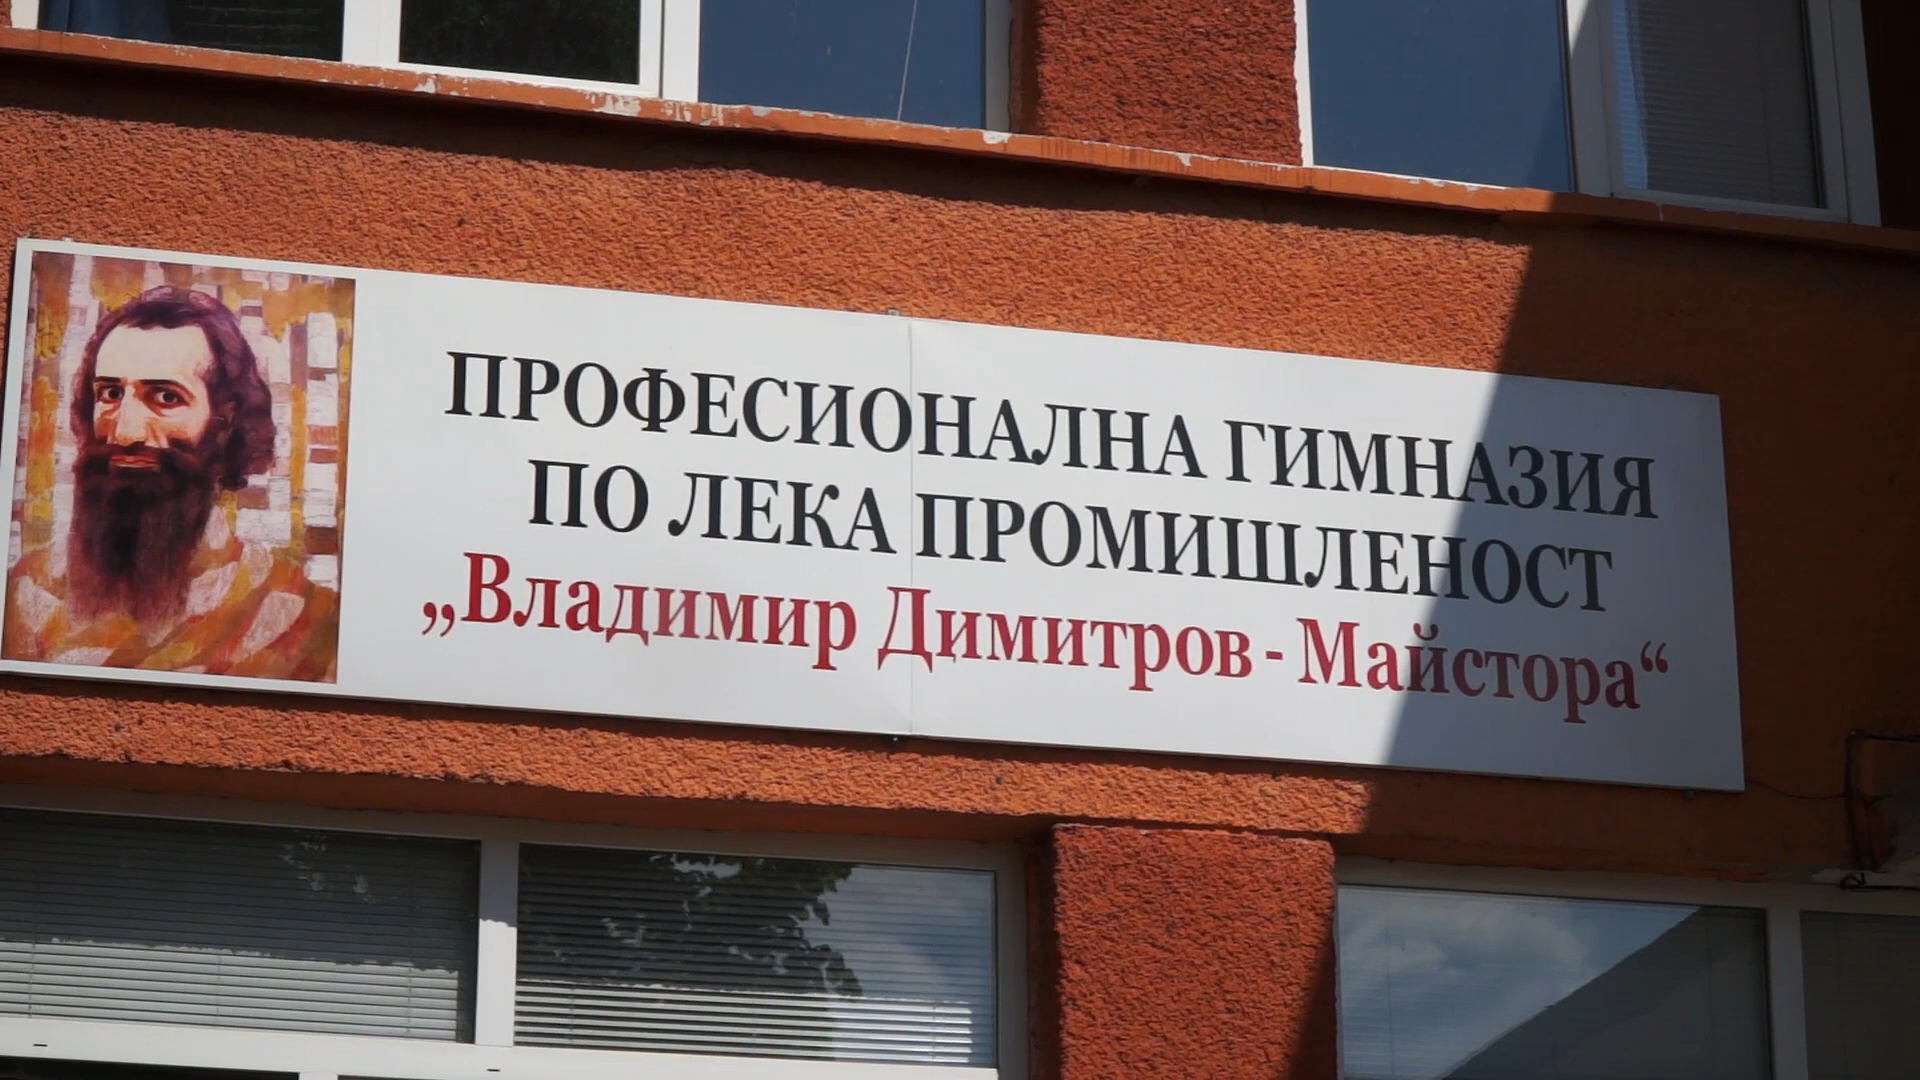 ПРОФЕСИОНАЛНА ГИМНАЗИЯ
ПО ЛЕКА ПРОМИШЛЕНОСТ
„Владимир Димитров - Майстора“